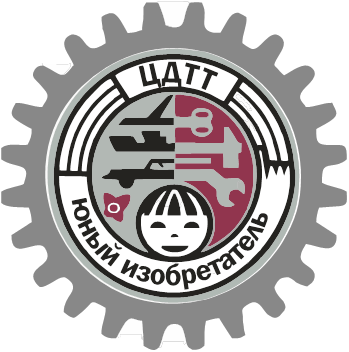 ЦДТТ
юный изобретатель